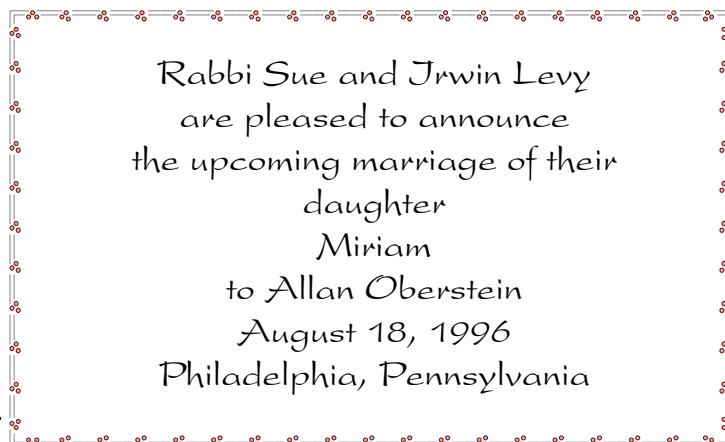 Rabbi Sue and Irwin Levy
are pleased to announce
the upcoming marriage of their
daughter
Miriam
to Allan Oberstein
August 18, 1996
Philadelphia, Pennsylvania